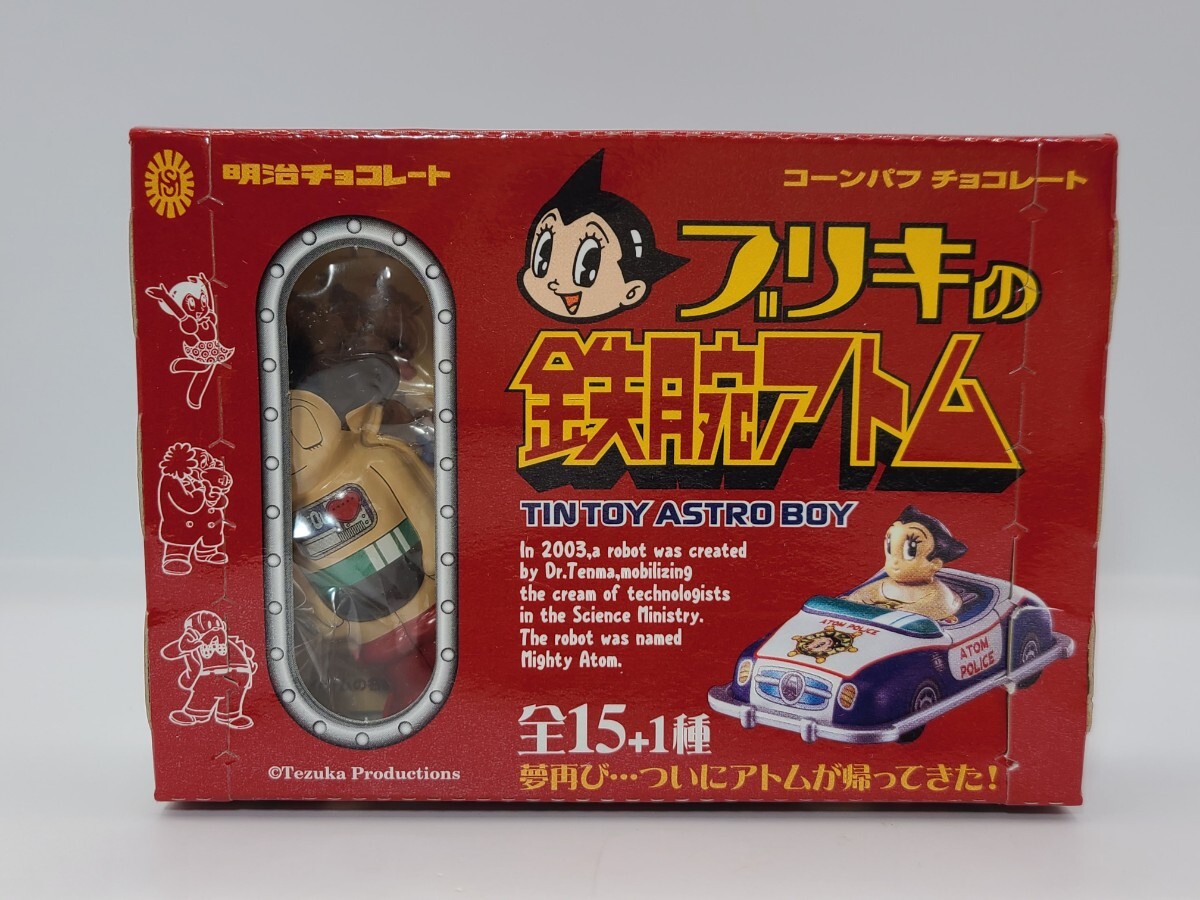 明治チョコレート
コーンパフ チョコレート
ブリキの
鉄腕アトム
TIN TOY ASTRO BOY
In 2003,a robot was created
by Dr.Tenma,mobilizing
the cream of technologists
in the Science Ministry.
The robot was named
Mighty Atom.
ATOM POLICE
ATOM
POLICE
全15+1種
夢再び…ついにアトムが帰ってきた!
©Tezuka Productions